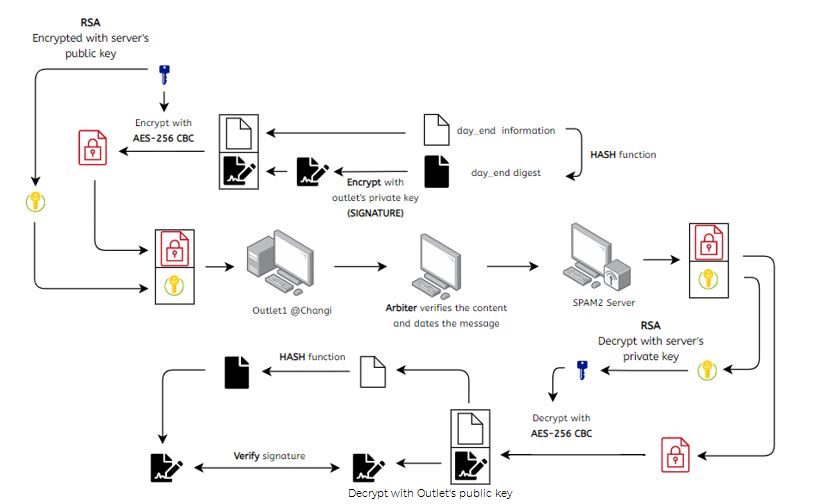 RSA
Encrypted with server's
public key
Encrypt with
AES-256 CBC
day_end information
HASH function
day_end digest
Encrypt with
outlet's private key
(SIGNATURE)
Outlet1 @Changi
Arbiter verifies the content
and dates the message
SPAM2 Server
RSA
Decrypt with server's
private key
HASH function
Decrypt with
AES-256 CBC
Verify signature
Decrypt with Outlet's public key